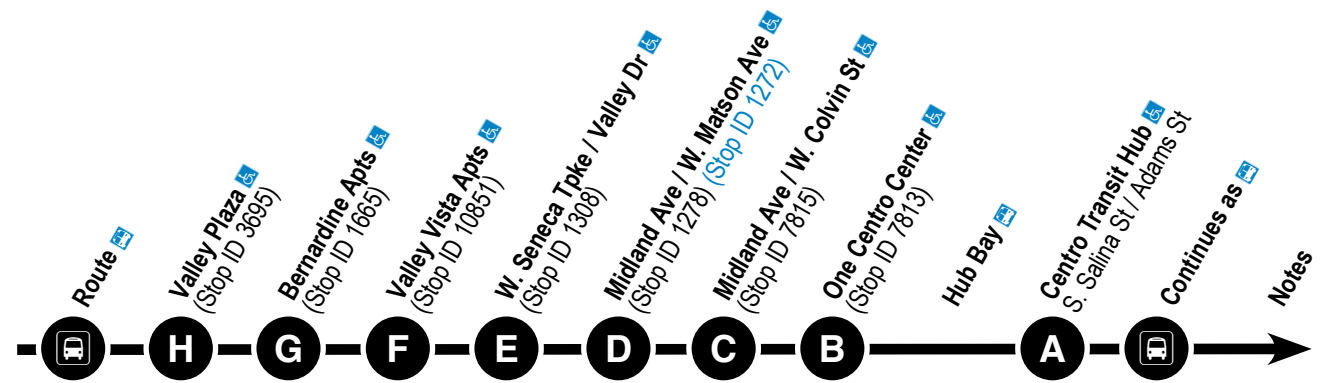 Route
Valley Plaza
(Stop ID 3695)
Bernardine Apts
(Stop ID 1665)
Valley Vista Apts
(Stop ID 10851)
W. Seneca Tpke / Valley Dr
(Stop ID 1308)
Midland Ave / W. Matson Ave
(Stop ID 1278) (Stop ID 1272)
Midland Ave / W. Colvin St
(Stop ID 7815)
One Centro Center
(Stop ID 7813)
Hub Bay
Centro Transit Hub
S. Salina St / Adams St
Continues as
Notes
H G F E D C B A